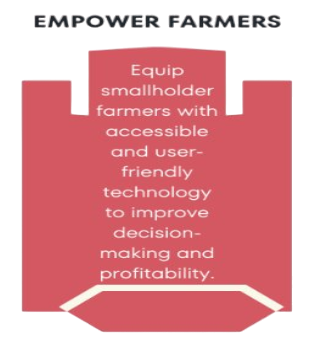 EMPOWER FARMERS
Equip
smallholder
farmers with
accessible
and user-
friendly
technology
to improve
decision-
making and
profitability.